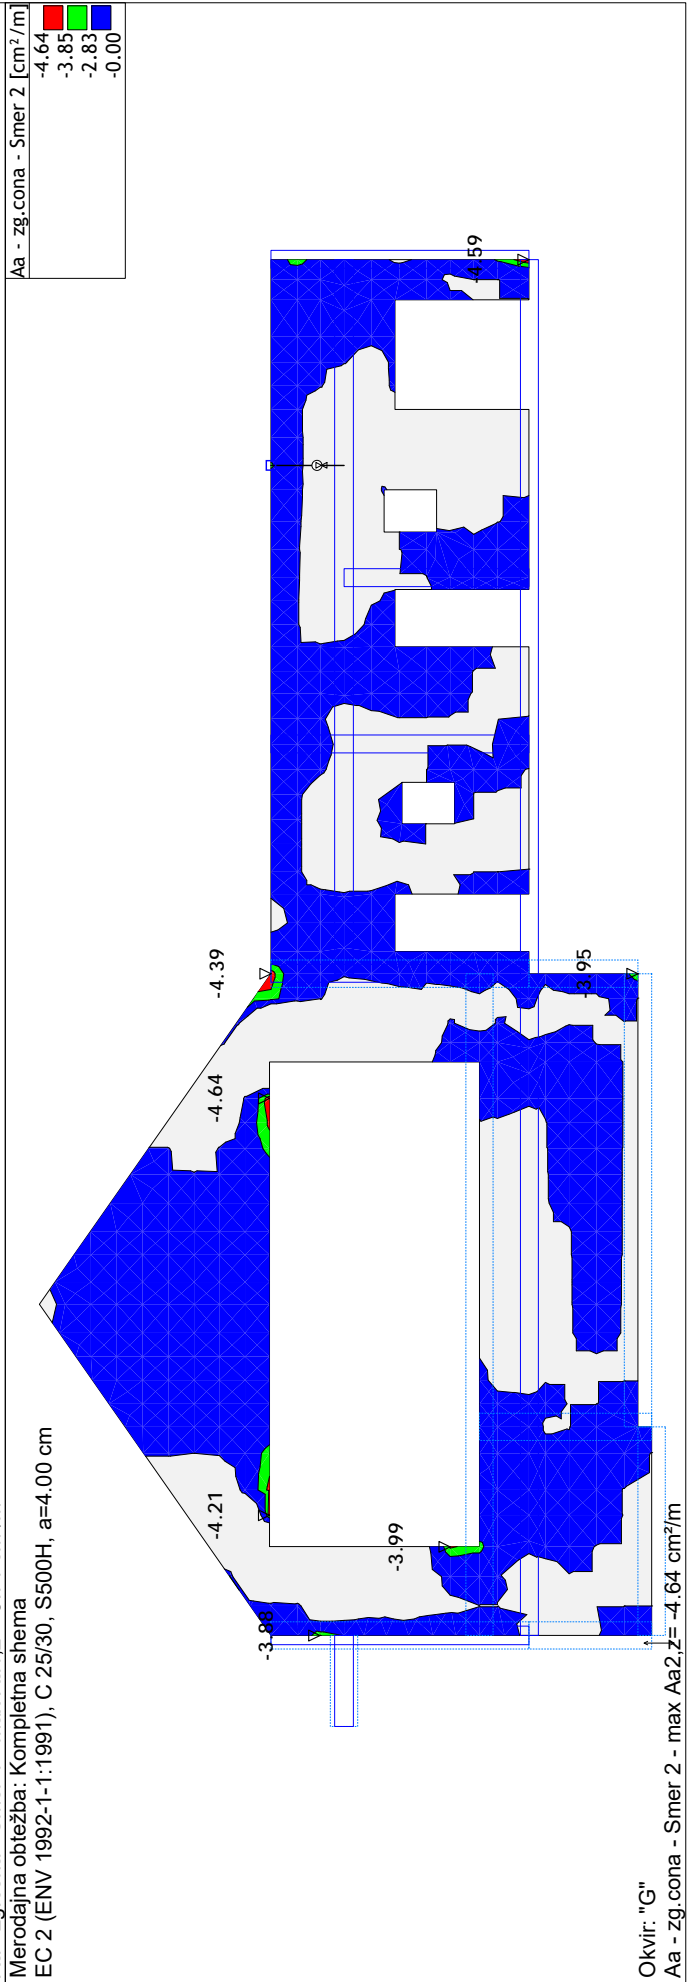 Merodajna obtežba: Kompletna shema
EC 2 (ENV 1992-1-1:1991), C 25/30, S500H, a=4.00 cm
Aa - zg.cona - Smer 2 [cm²/m]
-4.64
-3.85
-2.83
-0.00
-3.88
-4.21
-4.64
-4.39
-3.99
-3.95
-4.59
Okvir: "G"
Aa - zg.cona - Smer 2 - max Aa2,z= -4.64 cm²/m